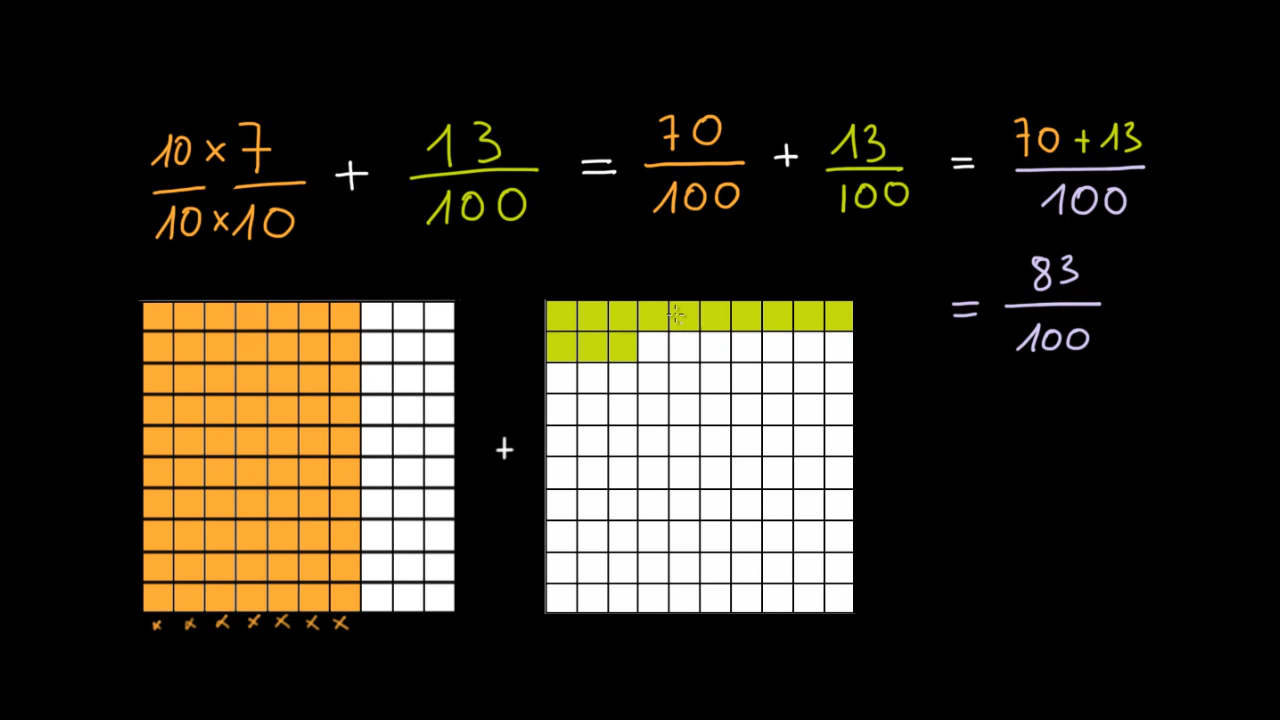 10 × 7 / 10 × 10 + 13 / 100 = 70 / 100 + 13 / 100 = 70 + 13 / 100
= 83 / 100
+
x x x x x x x